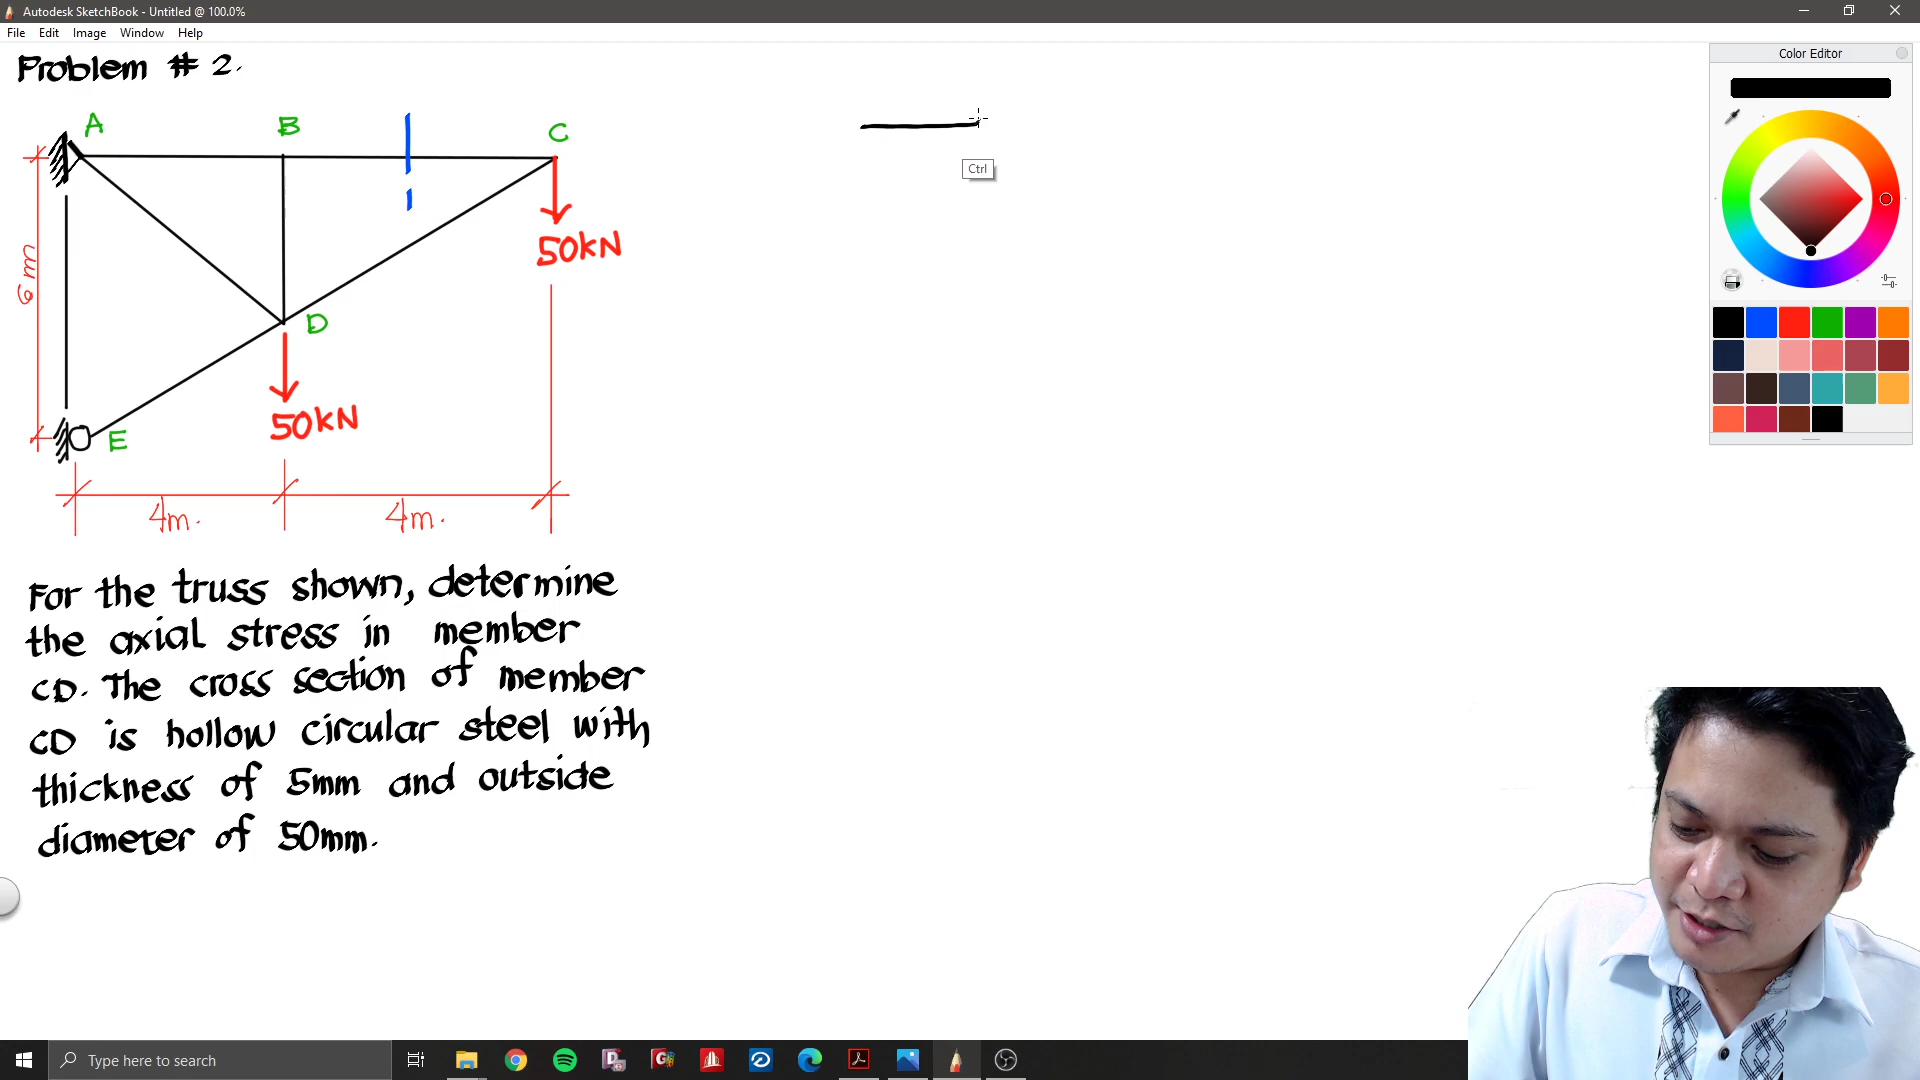 Autodesk SketchBook - Untitled @ 100.0%
File Edit Image Window Help
Problem # 2.
Color Editor
A
B
C
Ctrl
50kN
6m
D
50kN
E
4m.
4m.
For the truss shown, determine
the axial stress in member
CD. The cross section of member
CD is hollow circular steel with
thickness of 5mm and outside
diameter of 50mm.
Type here to search